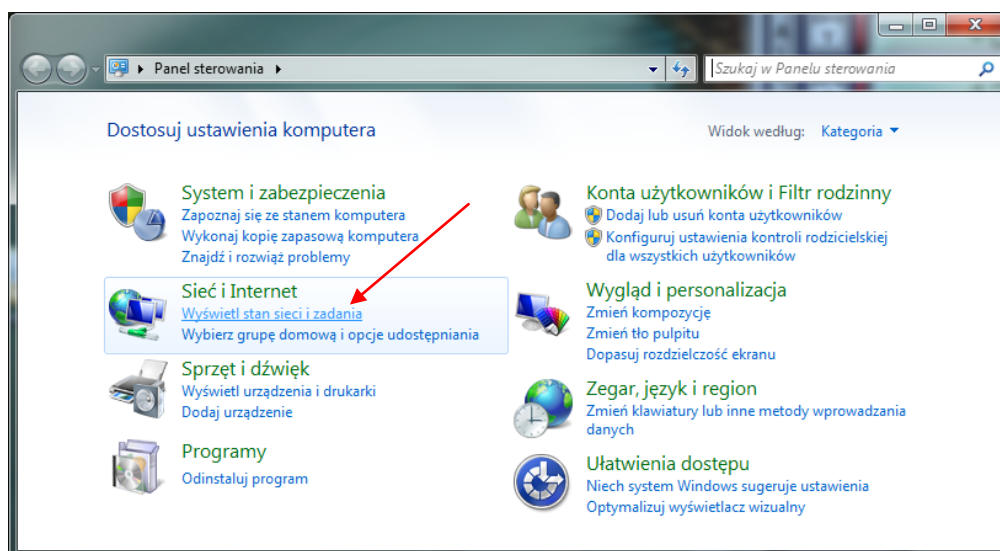 Panel sterowania
Szukaj w Panelu sterowania
Dostosuj ustawienia komputera
Widok według: Kategoria
System i zabezpieczenia
Zapoznaj się ze stanem komputera
Wykonaj kopię zapasową komputera
Znajdź i rozwiąż problemy
Sieć i Internet
Wyświetl stan sieci i zadania
Wybierz grupę domową i opcje udostępniania
Sprzęt i dźwięk
Wyświetl urządzenia i drukarki
Dodaj urządzenie
Programy
Odinstaluj program
Konta użytkowników i Filtr rodzinny
Dodaj lub usuń konta użytkowników
Konfiguruj ustawienia kontroli rodzicielskiej
dla wszystkich użytkowników
Wygląd i personalizacja
Zmień kompozycję
Zmień tło pulpitu
Dopasuj rozdzielczość ekranu
Zegar, język i region
Zmień klawiatury lub inne metody wprowadzania
danych
Ułatwienia dostępu
Niech system Windows sugeruje ustawienia
Optymalizuj wyświetlacz wizualny